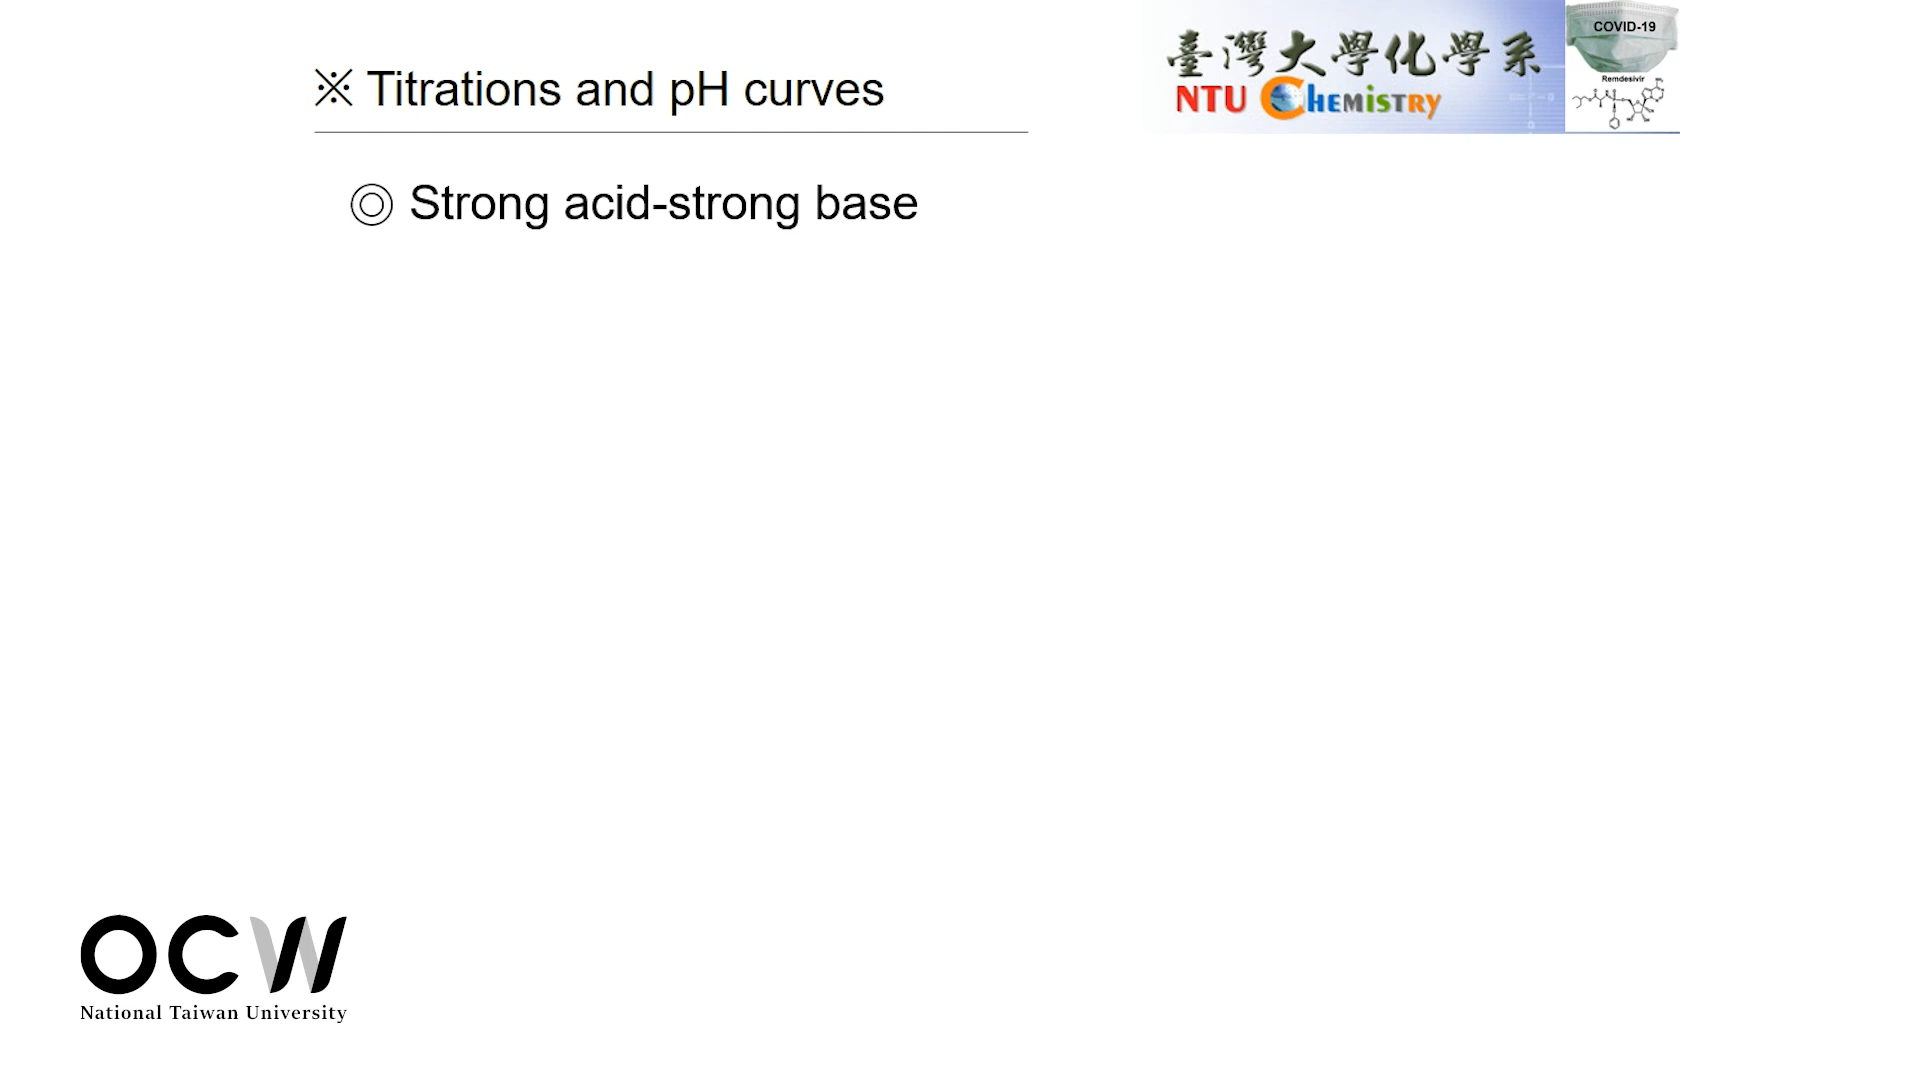 ※ Titrations and pH curves
臺灣大學化學系
NTU Chemistry
COVID-19
Remdesivir
◎ Strong acid-strong base
OCW
National Taiwan University